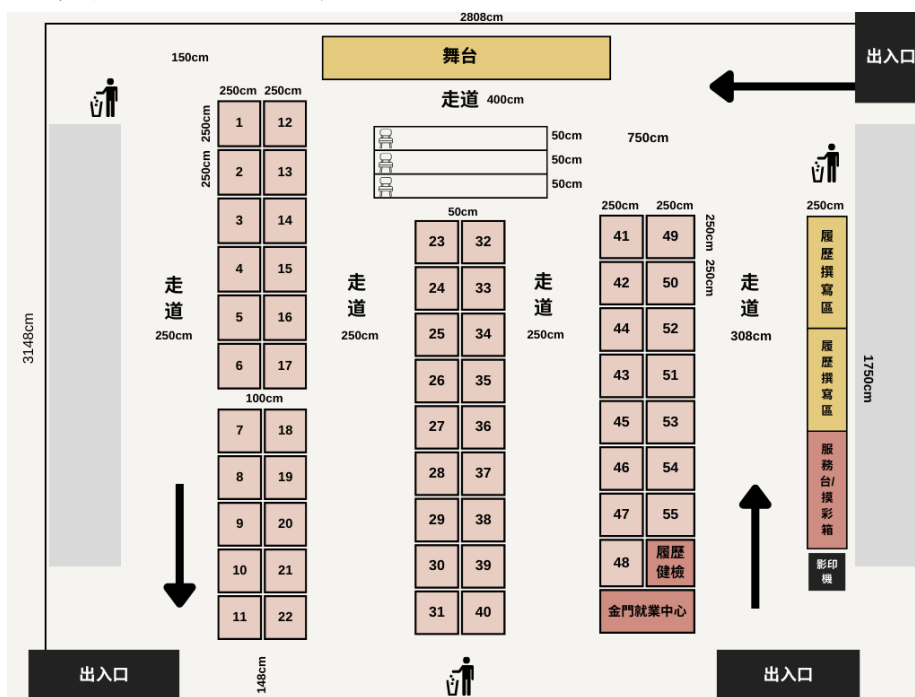 2808cm
150cm
舞台
出入口
走道 400cm
250cm 250cm
250cm
250cm
50cm
50cm
50cm
750cm
1 12
2 13
3 14
4 15
5 16
6 17
100cm
7 18
8 19
9 20
10 21
11 22
148cm
3148cm
走道
250cm
走道
250cm
50cm
23 32
24 33
25 34
26 35
27 36
28 37
29 38
30 39
31 40
走道
250cm
250cm 250cm
250cm
250cm
41 49
42 50
44 52
43 51
45 53
46 54
47 55
48 履歷健檢
金門就業中心
走道
308cm
250cm
履歷撰寫區
履歷撰寫區
服務台/摸彩箱
影印機
1750cm
出入口
出入口